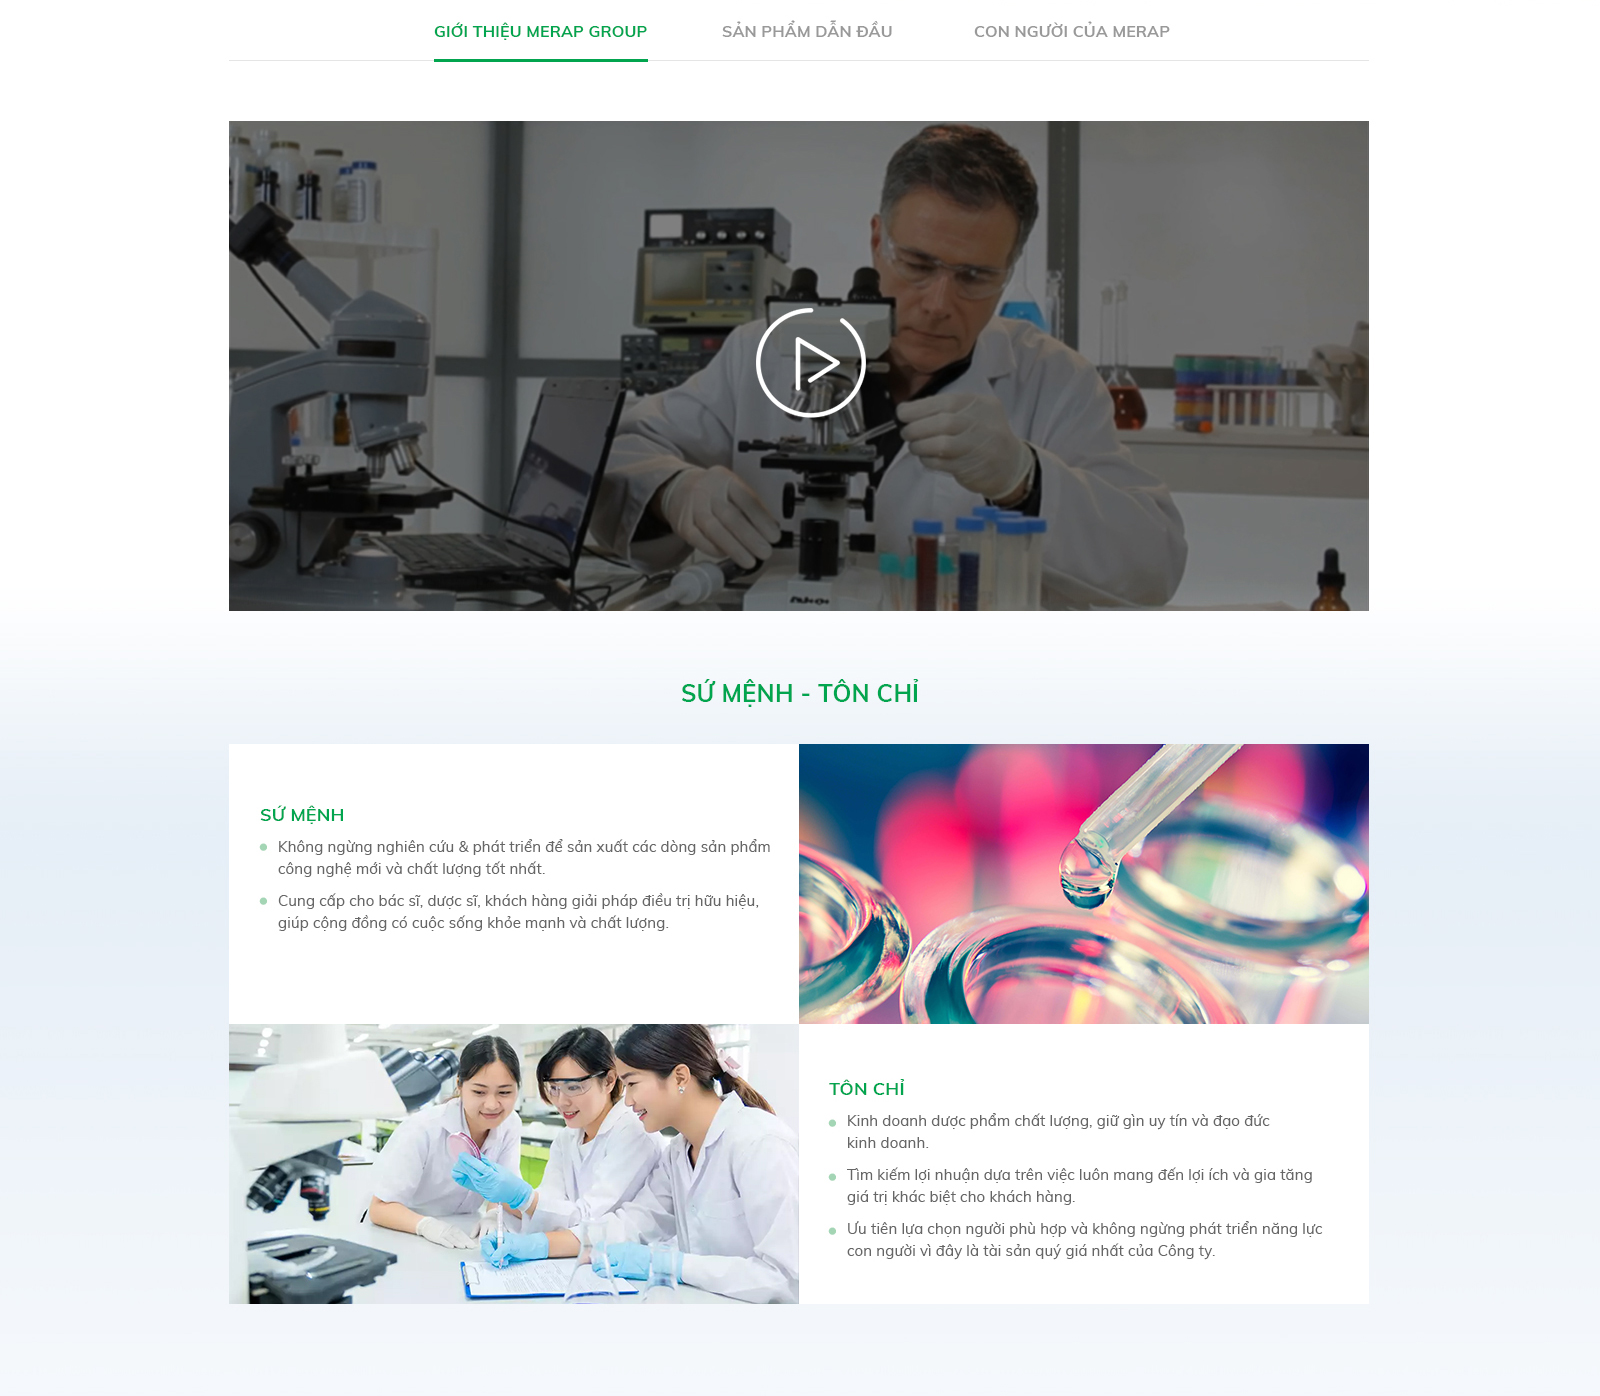 GIỚI THIỆU MERAP GROUP
SẢN PHẨM DẪN ĐẦU
CON NGƯỜI CỦA MERAP
SỨ MỆNH - TÔN CHỈ
SỨ MỆNH
Không ngừng nghiên cứu & phát triển để sản xuất các dòng sản phẩm
công nghệ mới và chất lượng tốt nhất.
Cung cấp cho bác sĩ, dược sĩ, khách hàng giải pháp điều trị hữu hiệu,
giúp cộng đồng có cuộc sống khỏe mạnh và chất lượng.
TÔN CHỈ
Kinh doanh dược phẩm chất lượng, giữ gìn uy tín và đạo đức
kinh doanh.
Tìm kiếm lợi nhuận dựa trên việc luôn mang đến lợi ích và gia tăng
giá trị khác biệt cho khách hàng.
Ưu tiên lựa chọn người phù hợp và không ngừng phát triển năng lực
con người vì đây là tài sản quý giá nhất của Công ty.